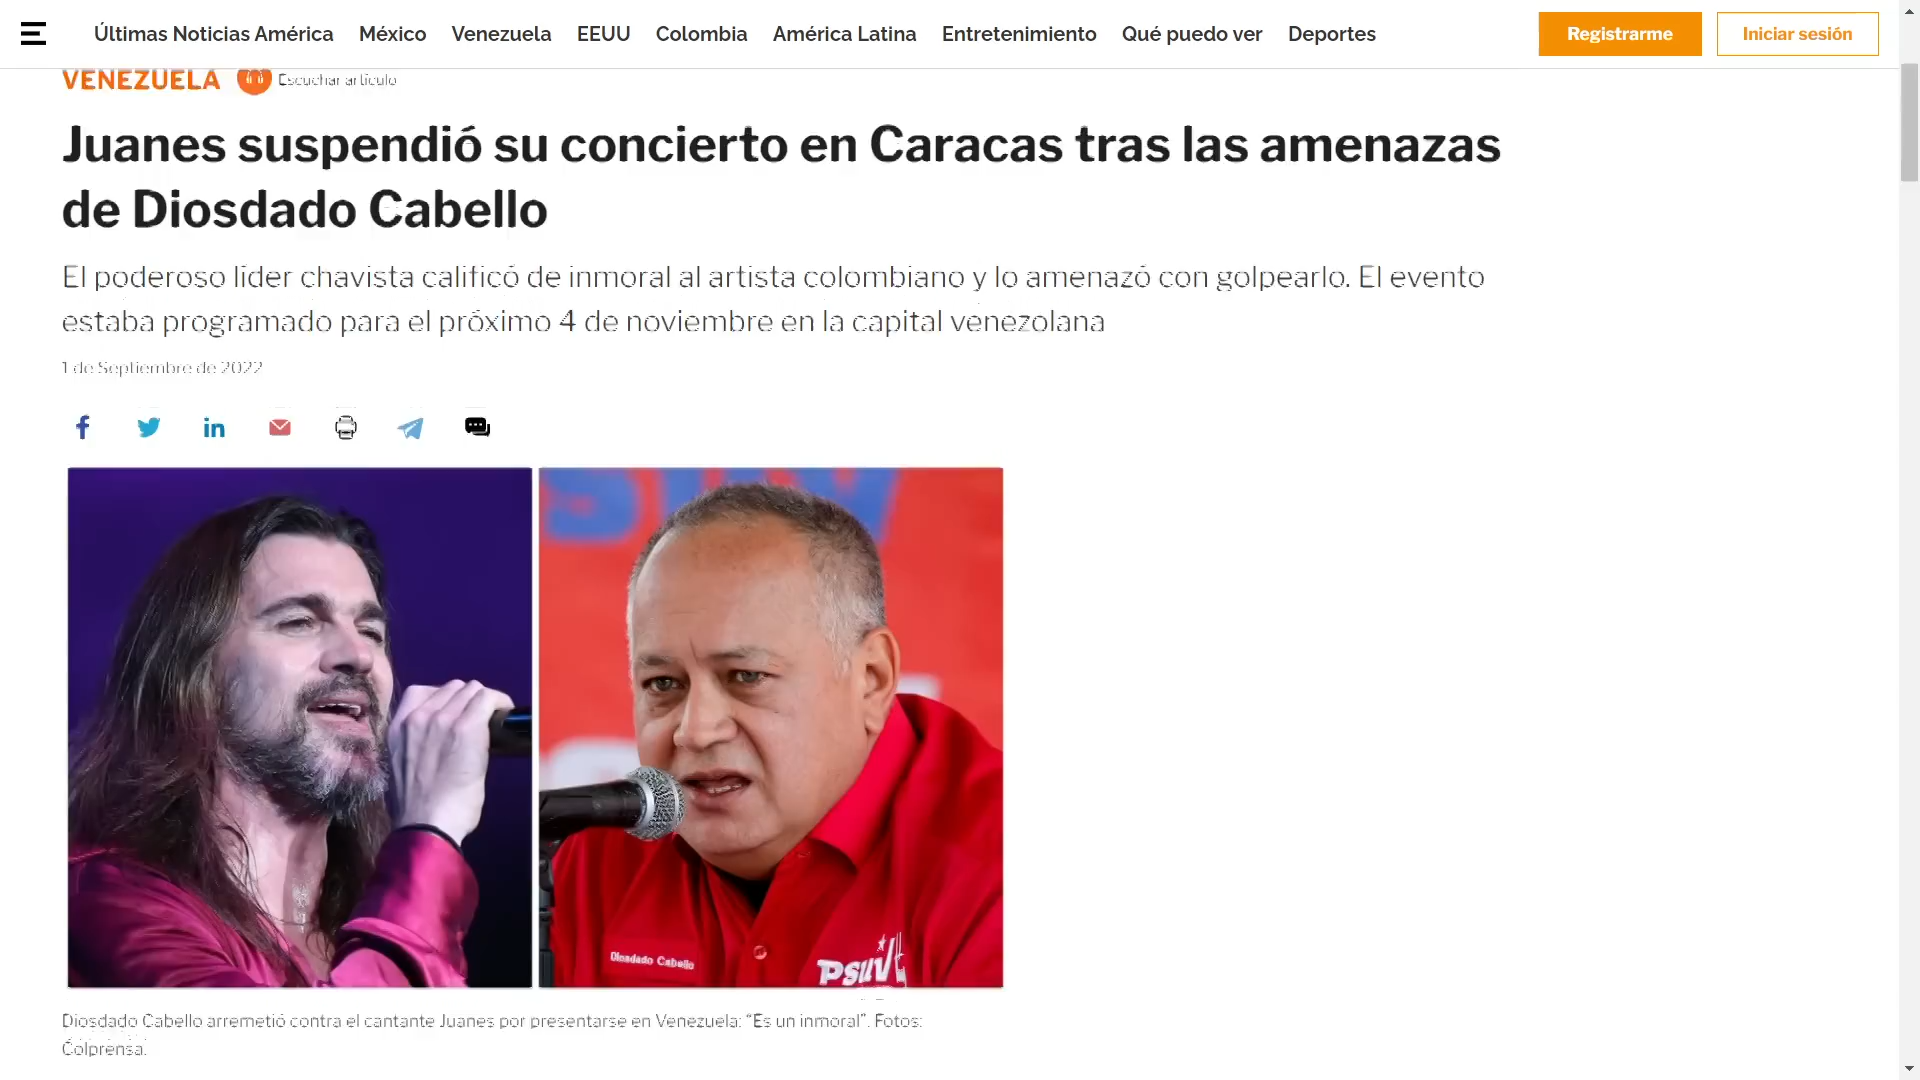 Últimas Noticias América México Venezuela EEUU Colombia América Latina Entretenimiento Qué puedo ver Deportes Registrarme Iniciar sesión
VENEZUELA Escuchar artículo
Juanes suspendió su concierto en Caracas tras las amenazas
de Diosdado Cabello
El poderoso líder chavista calificó de inmoral al artista colombiano y lo amenazó con golpearlo. El evento
estaba programado para el próximo 4 de noviembre en la capital venezolana
1 de Septiembre de 2022
PSUV
Diosdado Cabello
PSUV
Diosdado Cabello arremetió contra el cantante Juanes por presentarse en Venezuela: “Es un inmoral”. Fotos:
Colprensa.